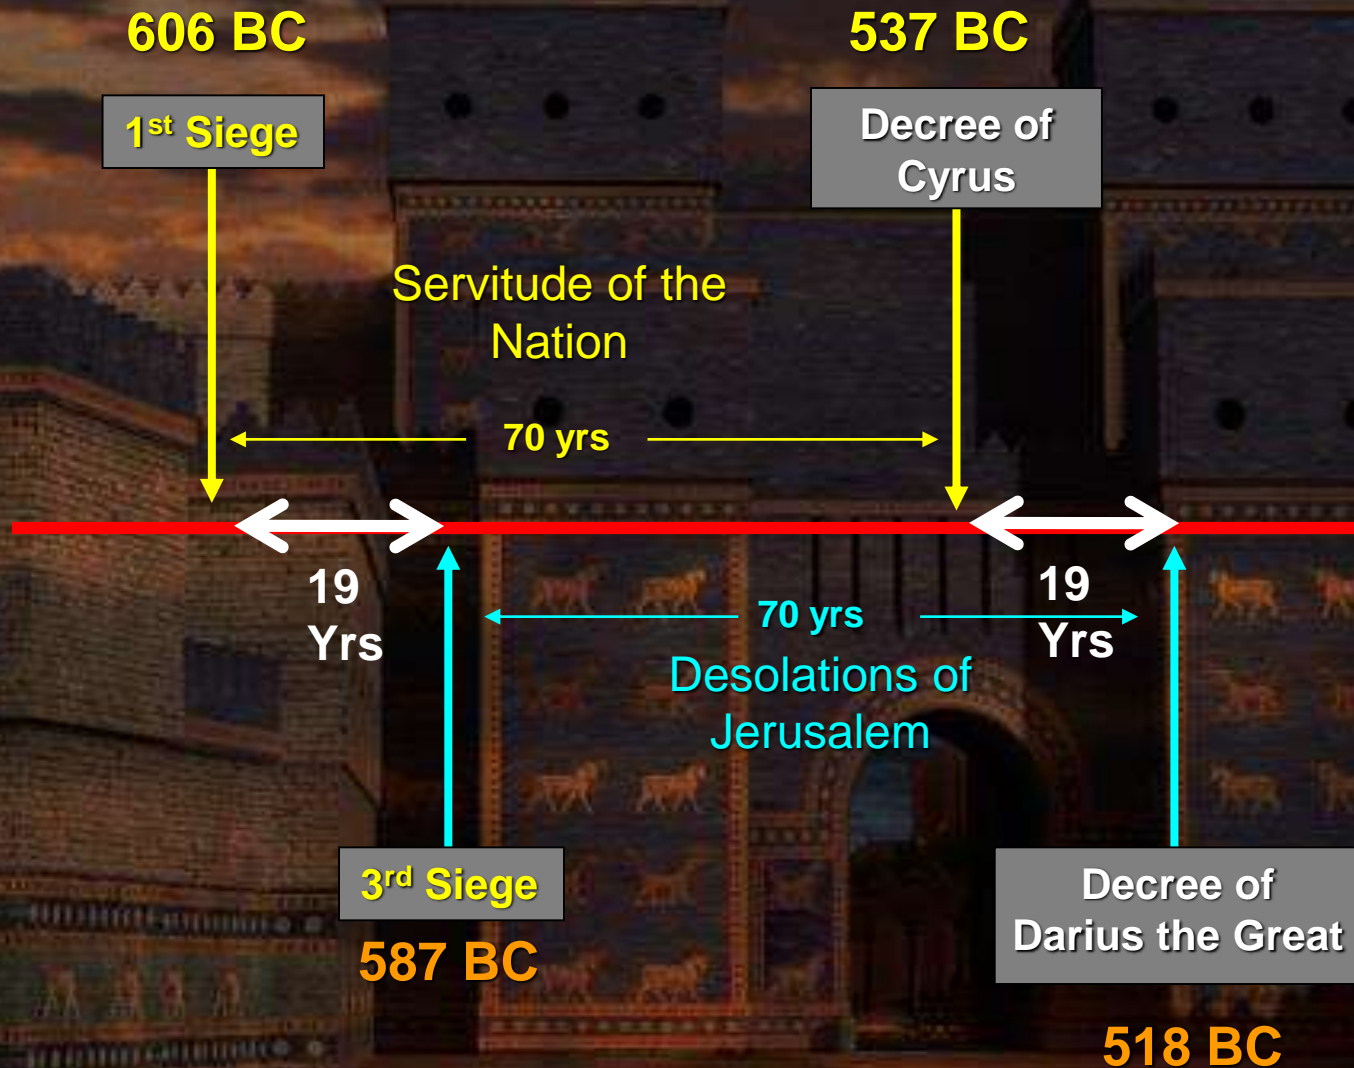 606 BC
537 BC
1st Siege
Decree of
Cyrus
Servitude of the
Nation
70 yrs
19
Yrs
19
Yrs
70 yrs
Desolations of
Jerusalem
3rd Siege
587 BC
Decree of
Darius the Great
518 BC